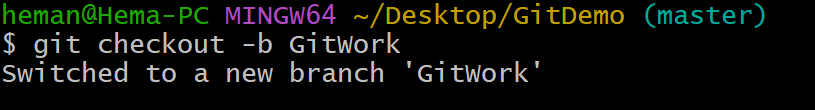 heman@Hema-PC MINGW64 ~/Desktop/GitDemo (master)
$ git checkout -b GitWork
Switched to a new branch 'GitWork'